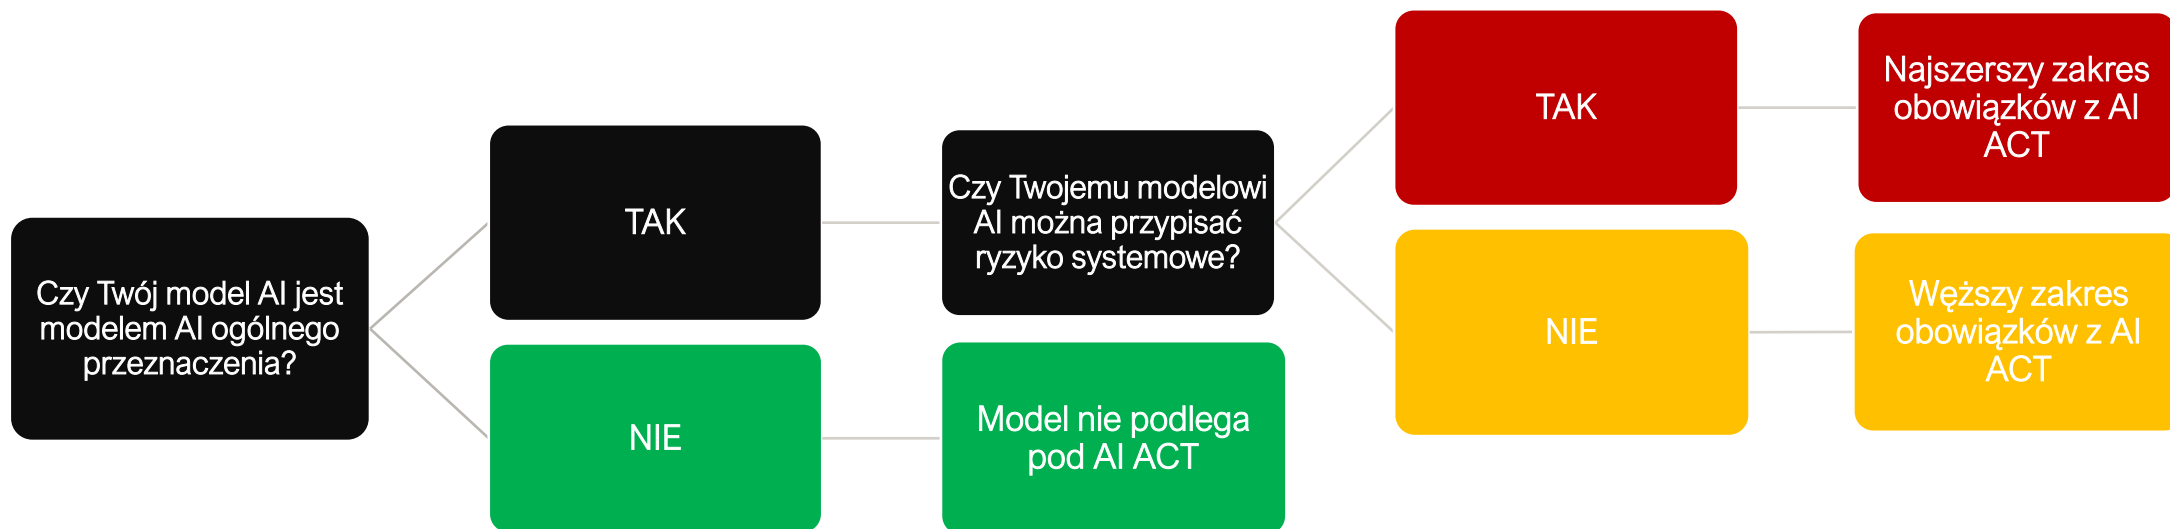 Czy Twój model AI jest
modelem AI ogólnego
przeznaczenia?
TAK
NIE
Czy Twojemu modelowi
AI można przypisać
ryzyko systemowe?
Model nie podlega
pod AI ACT
TAK
NIE
Najszerszy zakres
obowiązków z AI
ACT
Węższy zakres
obowiązków z AI
ACT